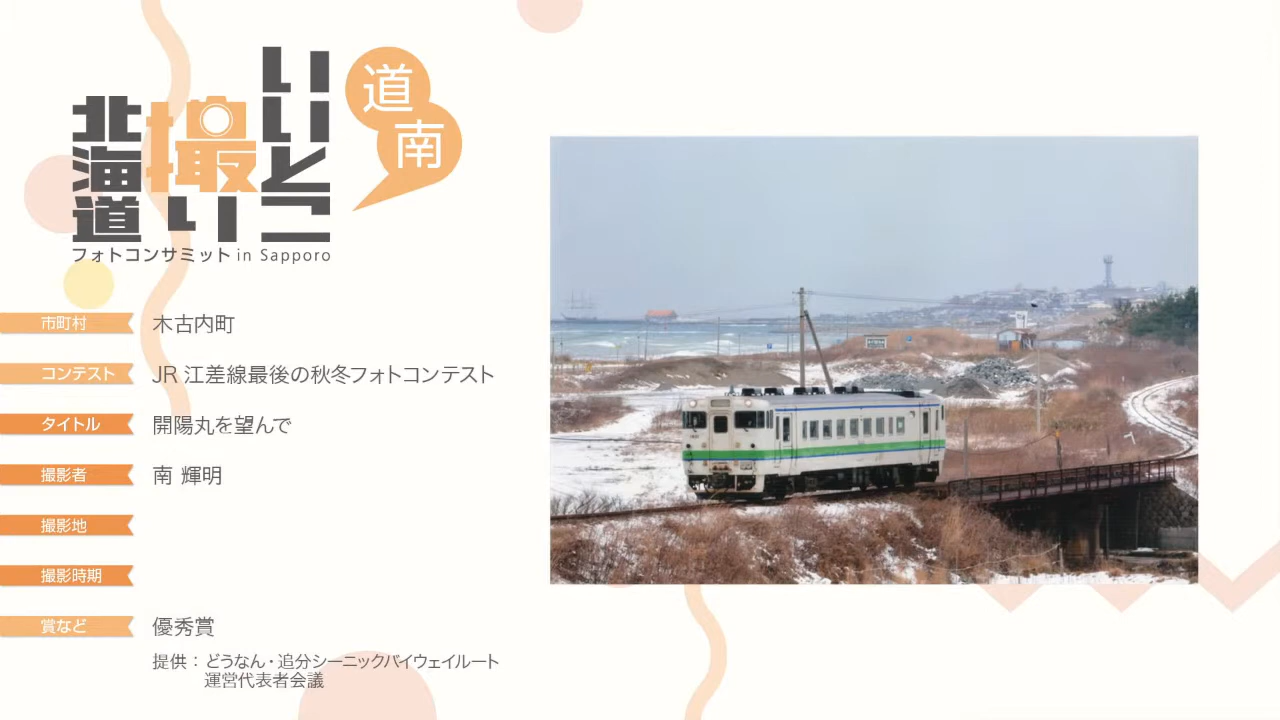 北海道
撮い
いいとこ
道南
フォトコンサミット in Sapporo
市町村 木古内町
コンテスト JR 江差線最後の秋冬フォトコンテスト
タイトル 開陽丸を望んで
撮影者 南 輝明
撮影地
撮影時期
賞など 優秀賞
提供：どうなん・追分シーニックバイウェイルート
運営代表者会議